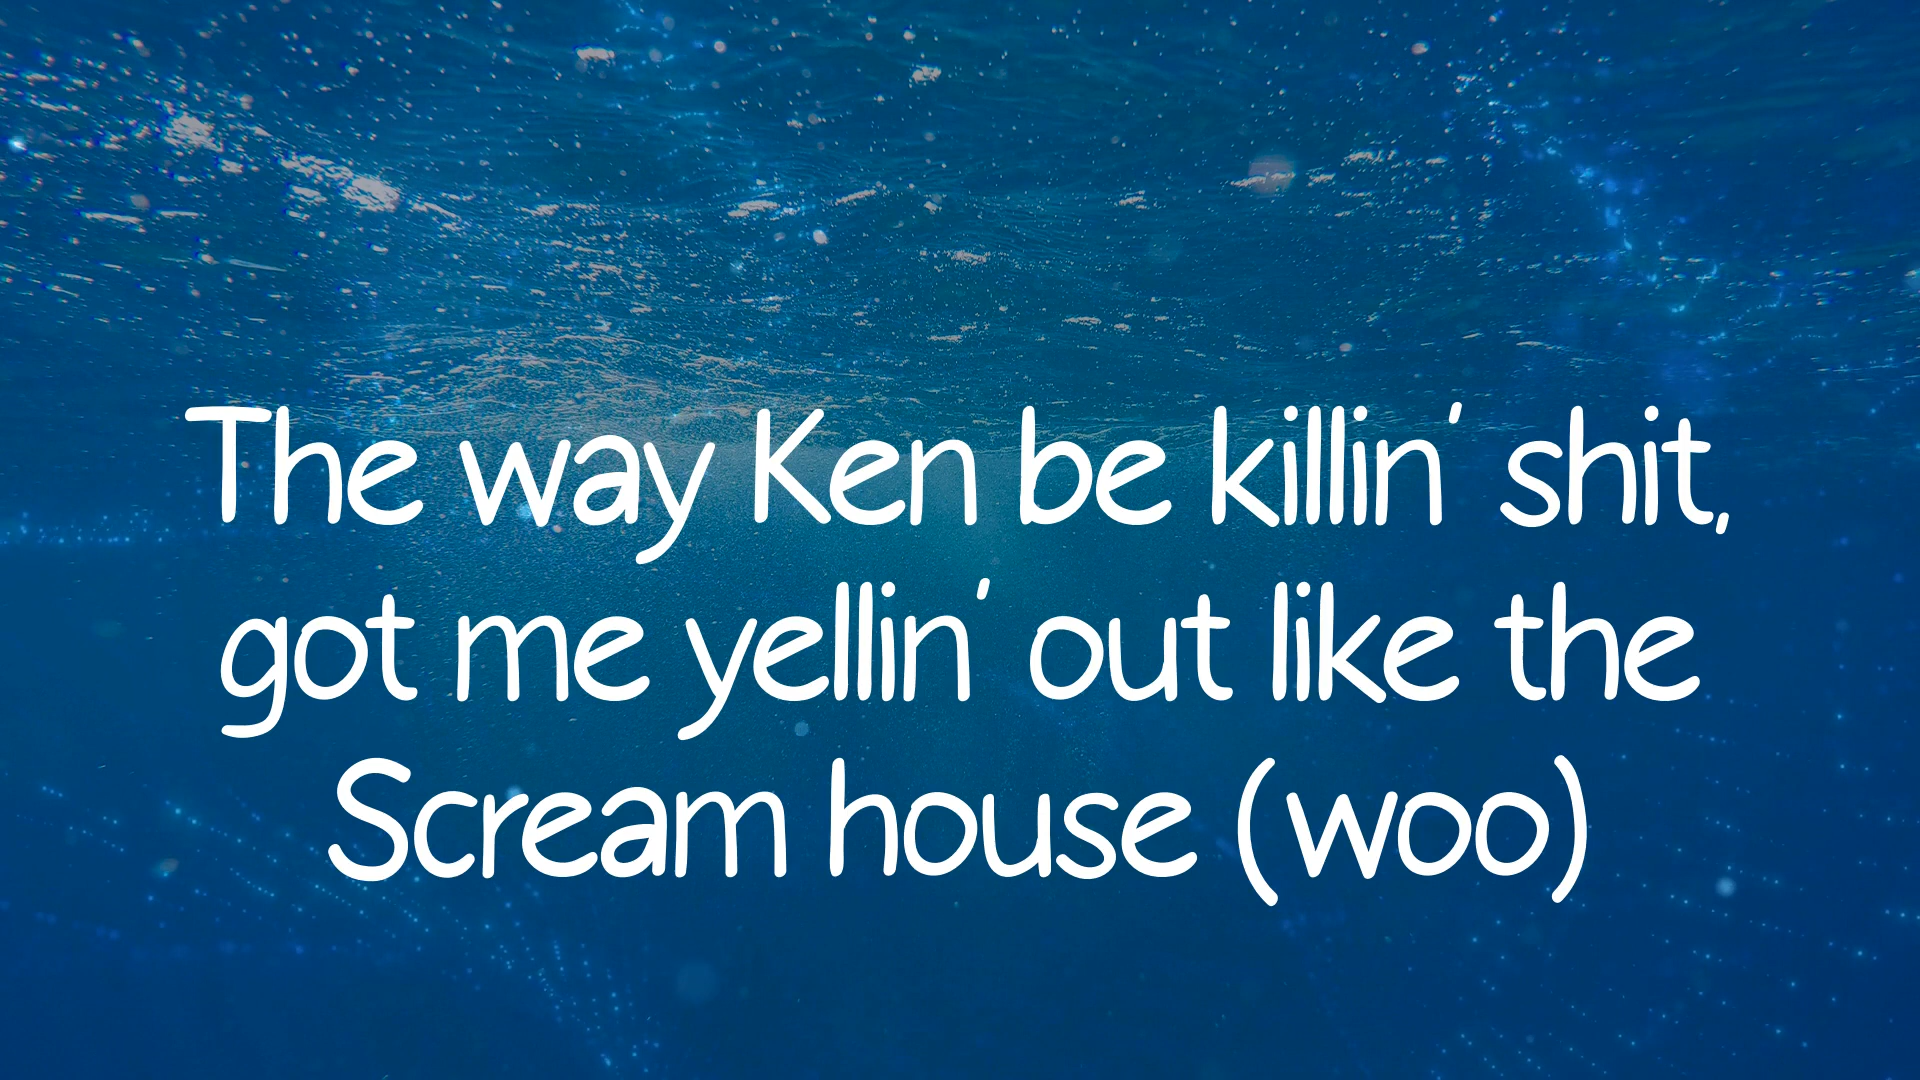 The way Ken be killin' shit,
got me yellin' out like the
Scream house (woo)